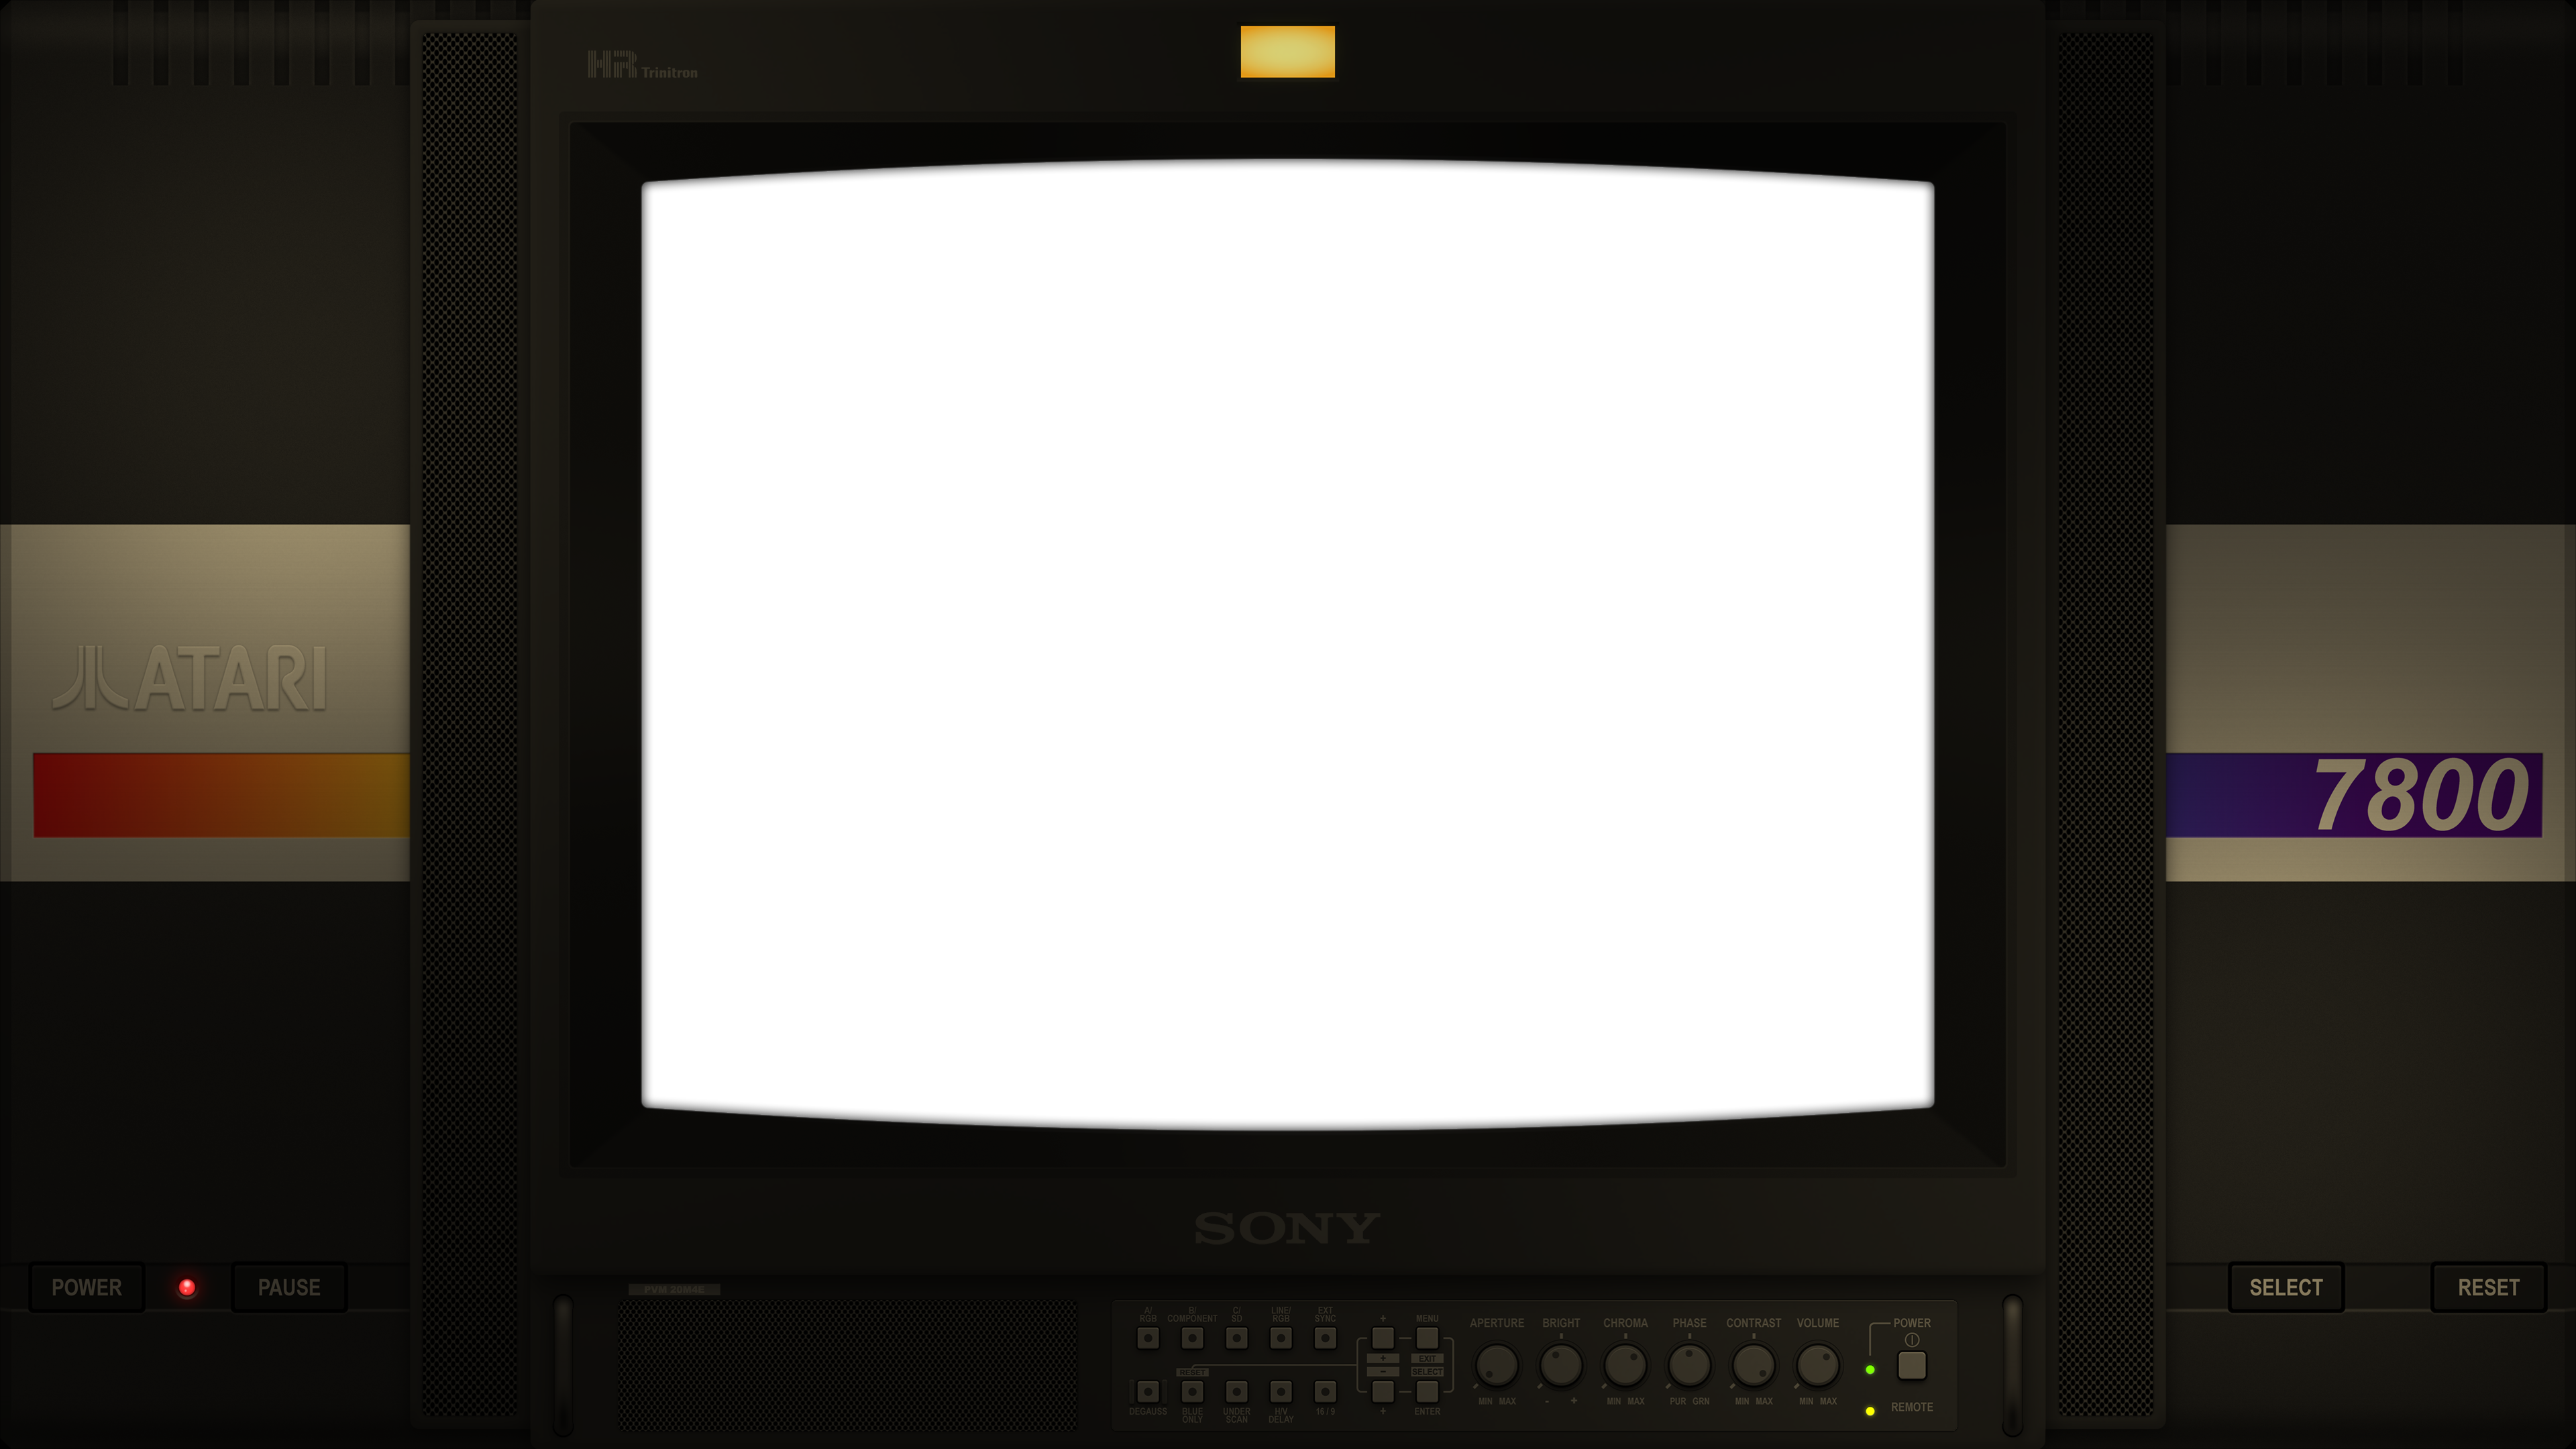 HR Trinitron
ATARI
7800
SONY
POWER
PAUSE
SELECT
RESET
PVM 20M4E
A/
RGB
B/
COMPONENT
C/
SD
LINE/
RGB
EXT
SYNC
+
MENU
+
EXIT
RESET
-
SELECT
DEGAUSS
BLUE
ONLY
UNDER
SCAN
H/V
DELAY
16/9
+
ENTER
APERTURE
BRIGHT
CHROMA
PHASE
CONTRAST
VOLUME
POWER
MIN MAX
- +
MIN MAX
PUR GRN
MIN MAX
MIN MAX
REMOTE